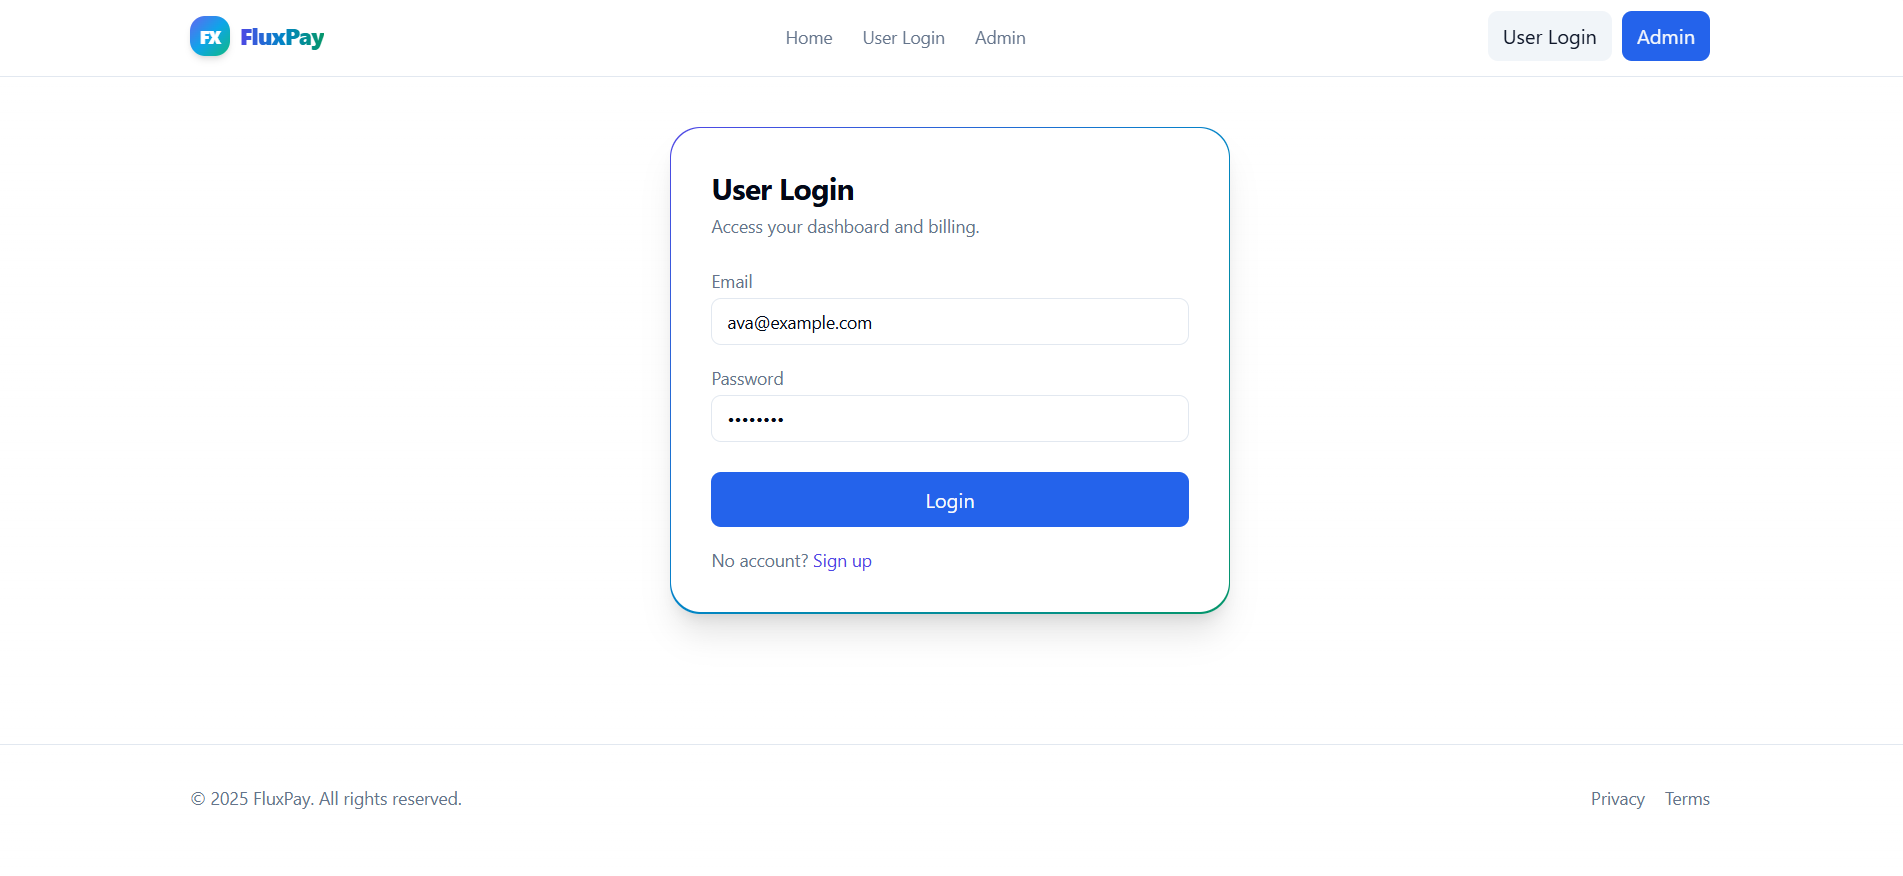 FX FluxPay
Home User Login Admin
User Login Admin
User Login
Access your dashboard and billing.
Email
ava@example.com
Password
••••••••
Login
No account? Sign up
© 2025 FluxPay. All rights reserved.
Privacy Terms